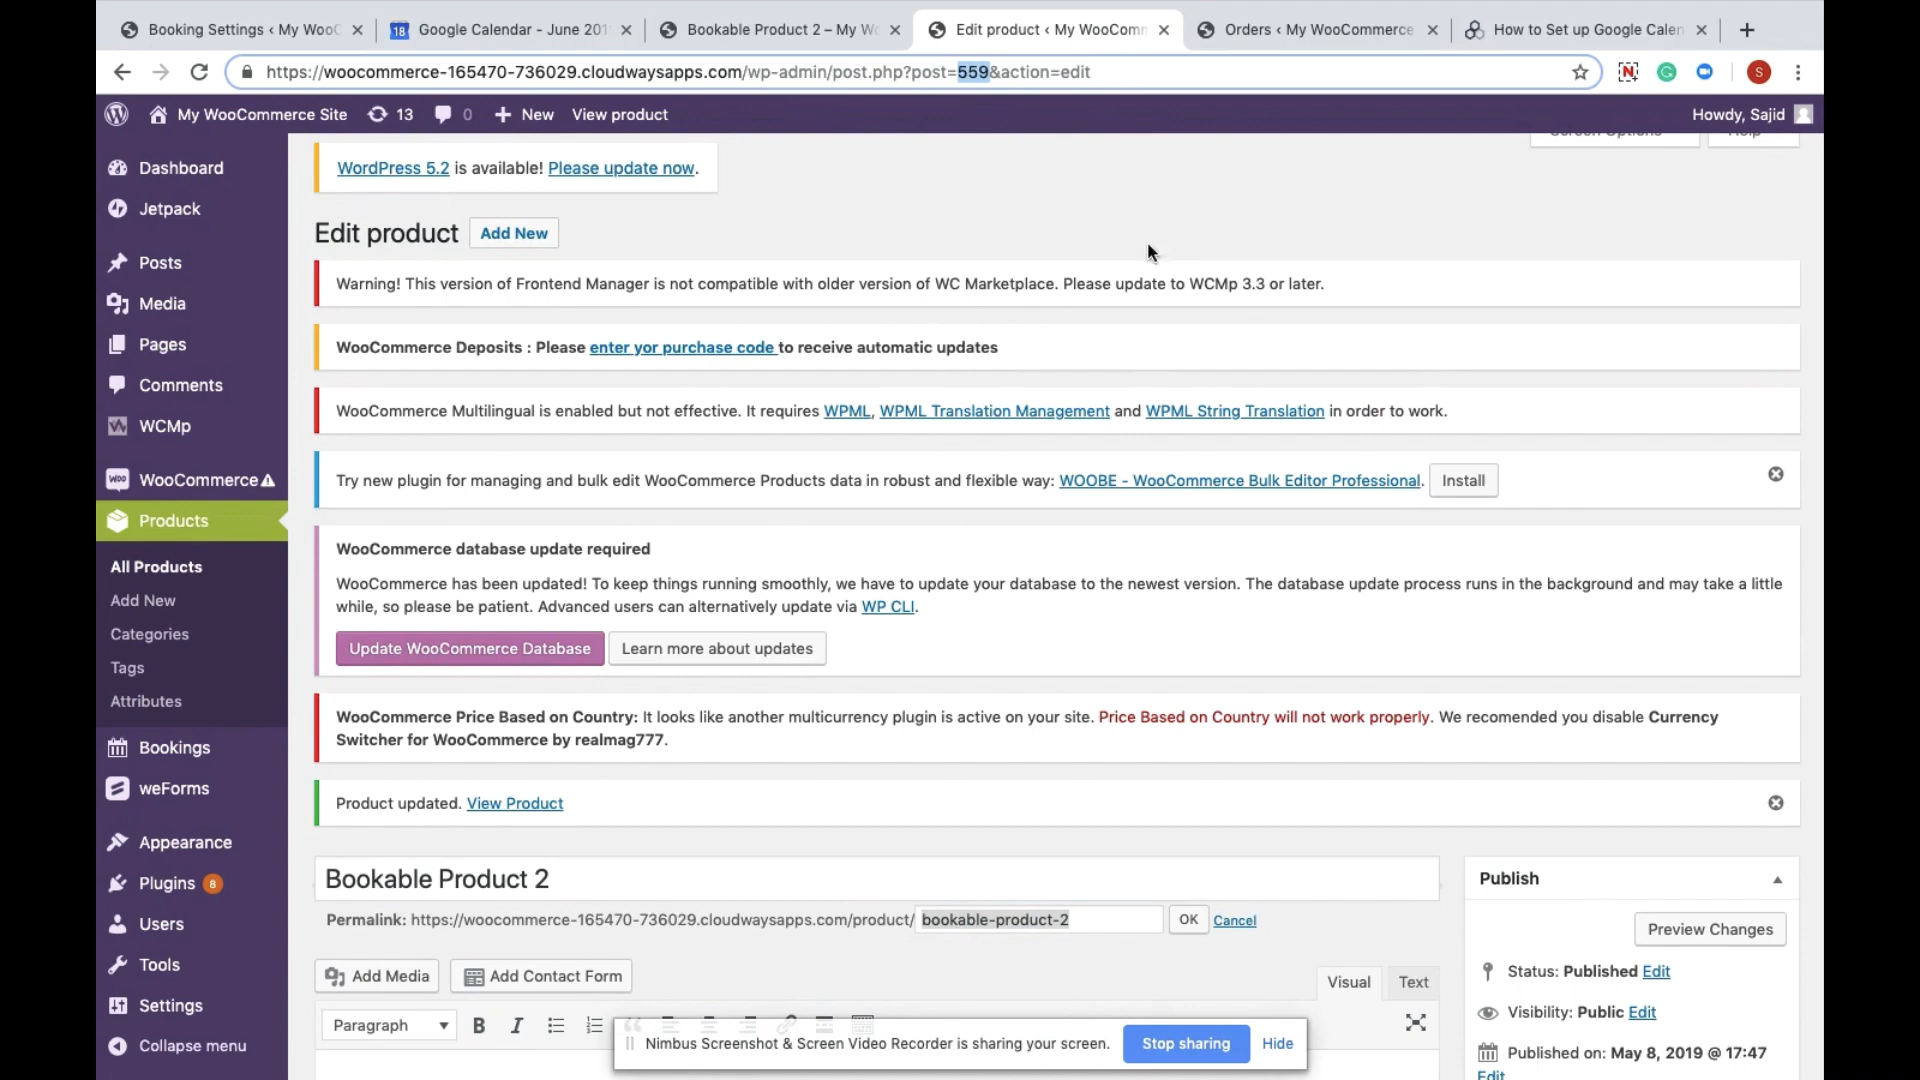 Booking Settings ‹ My WooC
Google Calendar - June 201
Bookable Product 2 – My Wo
Edit product ‹ My WooComm
Orders ‹ My WooCommerce
How to Set up Google Calen
https://woocommerce-165470-736029.cloudwaysapps.com/wp-admin/post.php?post=559&action=edit
S
My WooCommerce Site
13
0
New
View product
Howdy, Sajid
Screen Options
Help
Dashboard
Jetpack
Posts
Media
Pages
Comments
WCMp
WooCommerce
Products
All Products
Add New
Categories
Tags
Attributes
Bookings
weForms
Appearance
Plugins 8
Users
Tools
Settings
Collapse menu
WordPress 5.2 is available! Please update now.
Edit product
Add New
Warning! This version of Frontend Manager is not compatible with older version of WC Marketplace. Please update to WCMp 3.3 or later.
WooCommerce Deposits : Please enter yor purchase code to receive automatic updates
WooCommerce Multilingual is enabled but not effective. It requires WPML, WPML Translation Management and WPML String Translation in order to work.
Try new plugin for managing and bulk edit WooCommerce Products data in robust and flexible way: WOOBE - WooCommerce Bulk Editor Professional.
Install
WooCommerce database update required
WooCommerce has been updated! To keep things running smoothly, we have to update your database to the newest version. The database update process runs in the background and may take a little
while, so please be patient. Advanced users can alternatively update via WP CLI.
Update WooCommerce Database
Learn more about updates
WooCommerce Price Based on Country: It looks like another multicurrency plugin is active on your site. Price Based on Country will not work properly. We recomended you disable Currency
Switcher for WooCommerce by realmag777.
Product updated. View Product
Bookable Product 2
Permalink: https://woocommerce-165470-736029.cloudwaysapps.com/product/ bookable-product-2
OK
Cancel
Add Media
Add Contact Form
Visual
Text
Paragraph
B
I
Publish
Preview Changes
Status: Published Edit
Visibility: Public Edit
Published on: May 8, 2019 @ 17:47
Edit
Nimbus Screenshot & Screen Video Recorder is sharing your screen.
Stop sharing
Hide